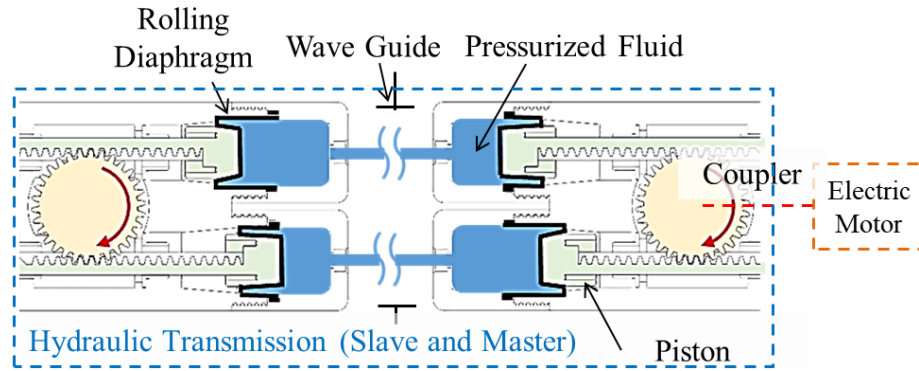 Rolling
Diaphragm
Wave Guide
Pressurized Fluid
Coupler
Electric
Motor
Hydraulic Transmission (Slave and Master)
Piston